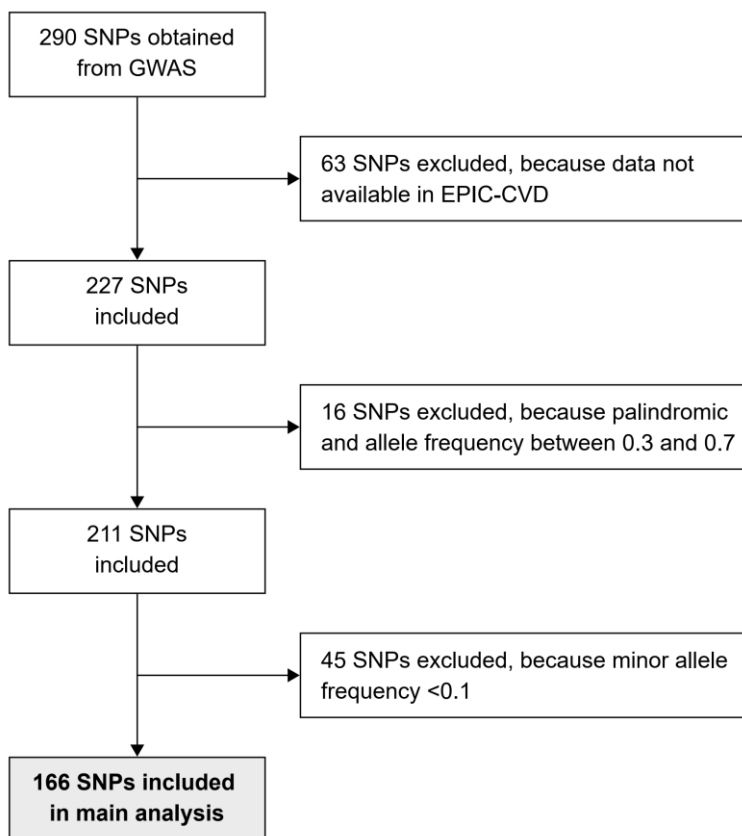 290 SNPs obtained
from GWAS
63 SNPs excluded, because data not
available in EPIC-CVD
227 SNPs
included
16 SNPs excluded, because palindromic
and allele frequency between 0.3 and 0.7
211 SNPs
included
45 SNPs excluded, because minor allele
frequency <0.1
166 SNPs included
in main analysis